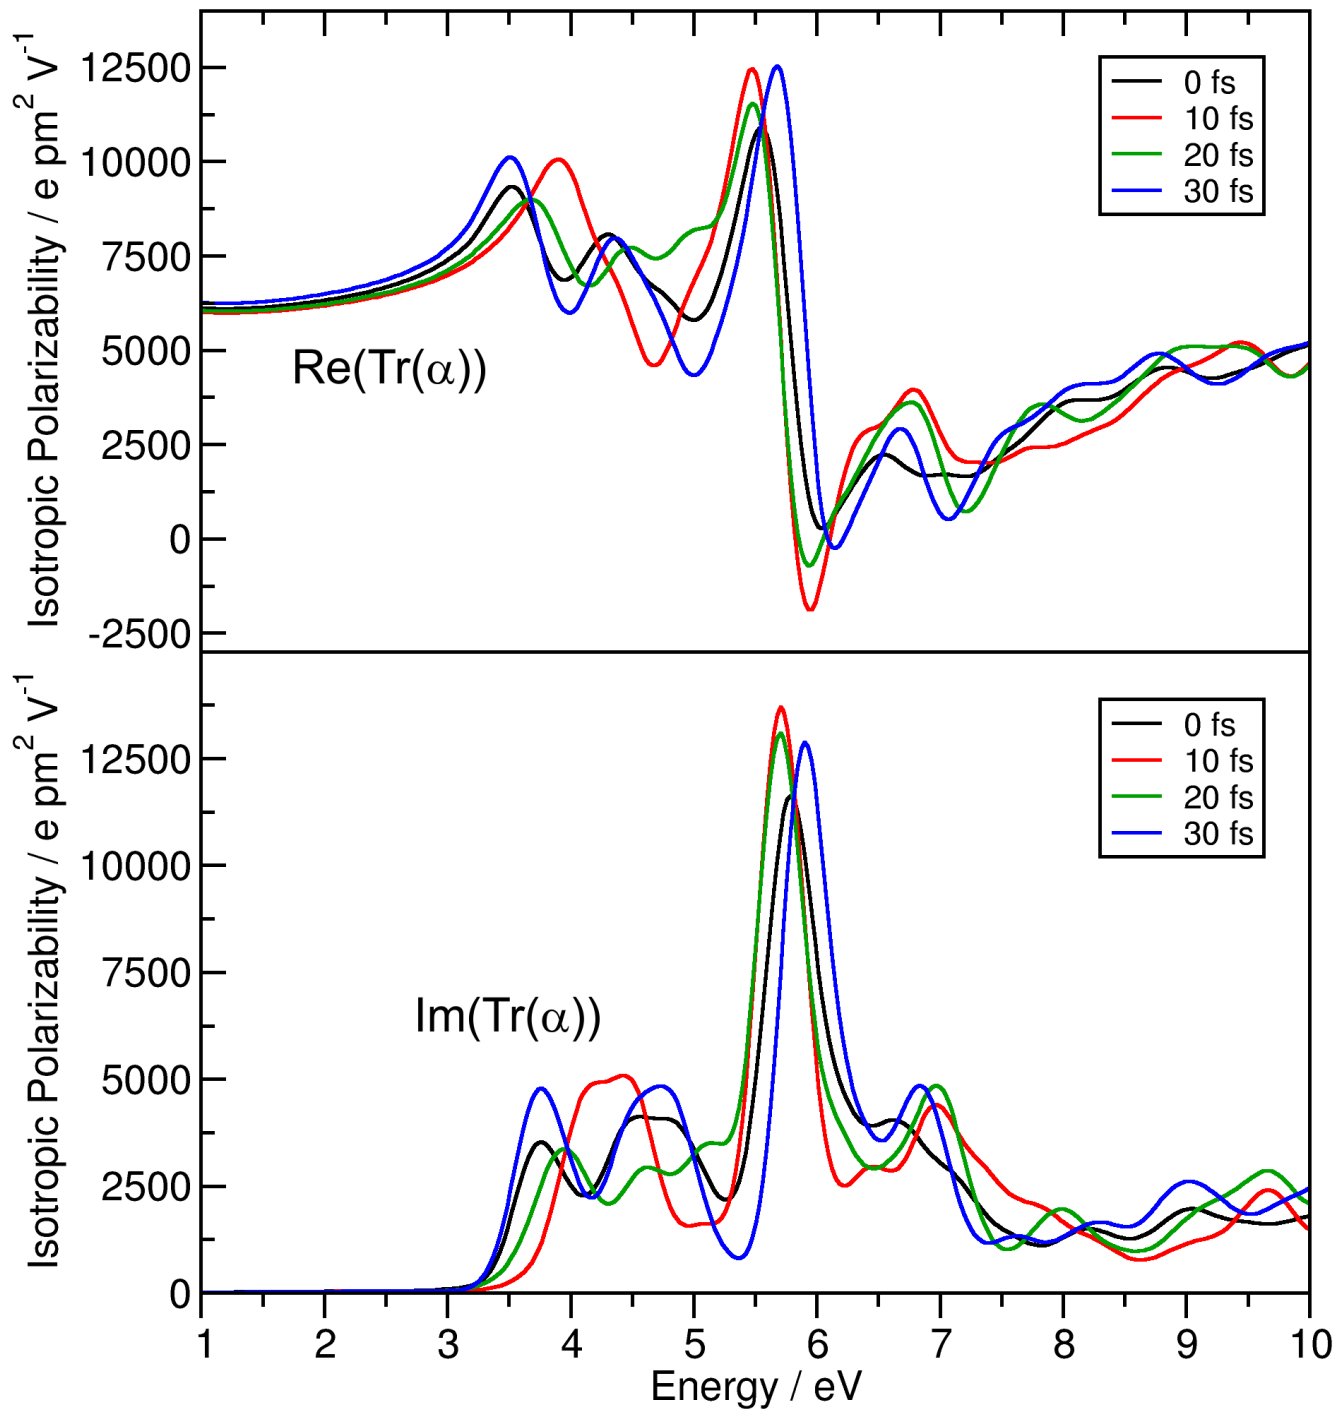 Isotropic Polarizability / e pm² V⁻¹
12500
10000
7500
5000
2500
0
-2500
Re(Tr(α))
0 fs
10 fs
20 fs
30 fs
Isotropic Polarizability / e pm² V⁻¹
12500
10000
7500
5000
2500
0
Im(Tr(α))
0 fs
10 fs
20 fs
30 fs
1 2 3 4 5 6 7 8 9 10
Energy / eV